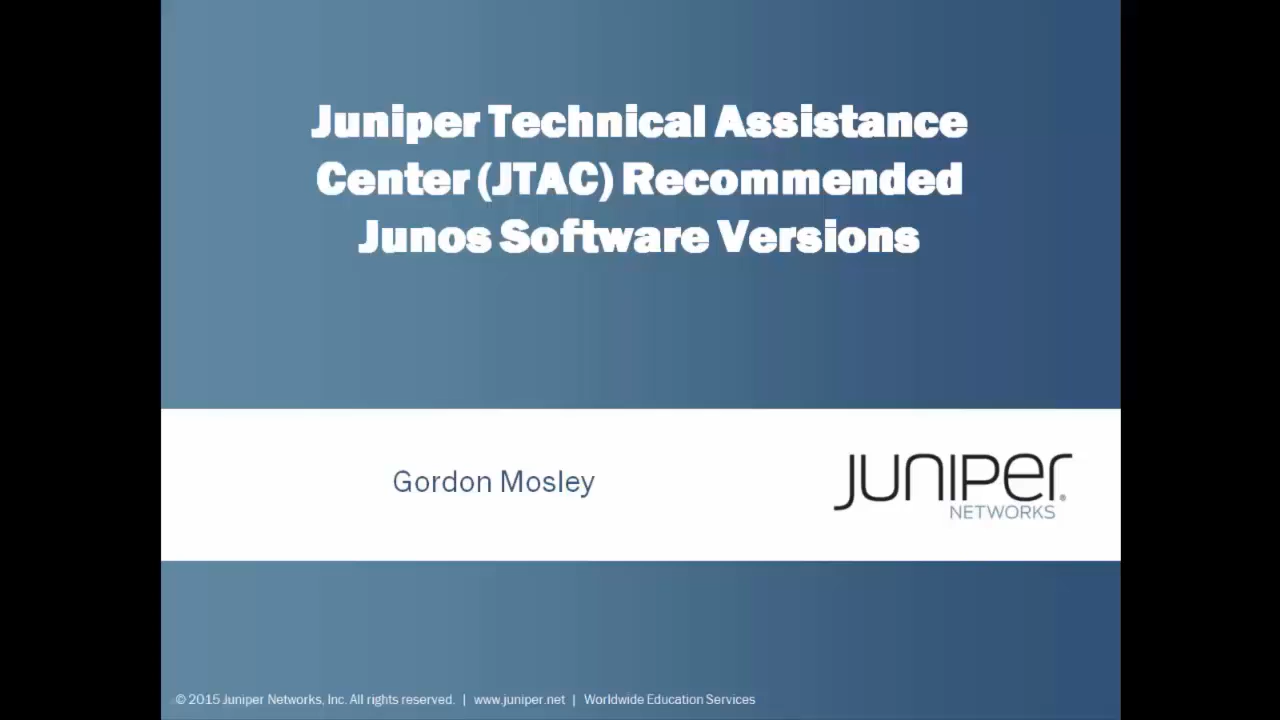 Juniper Technical Assistance
Center (JTAC) Recommended
Junos Software Versions
Gordon Mosley
JUNIPer®
NETWORKS
© 2015 Juniper Networks, Inc. All rights reserved. | www.juniper.net | Worldwide Education Services